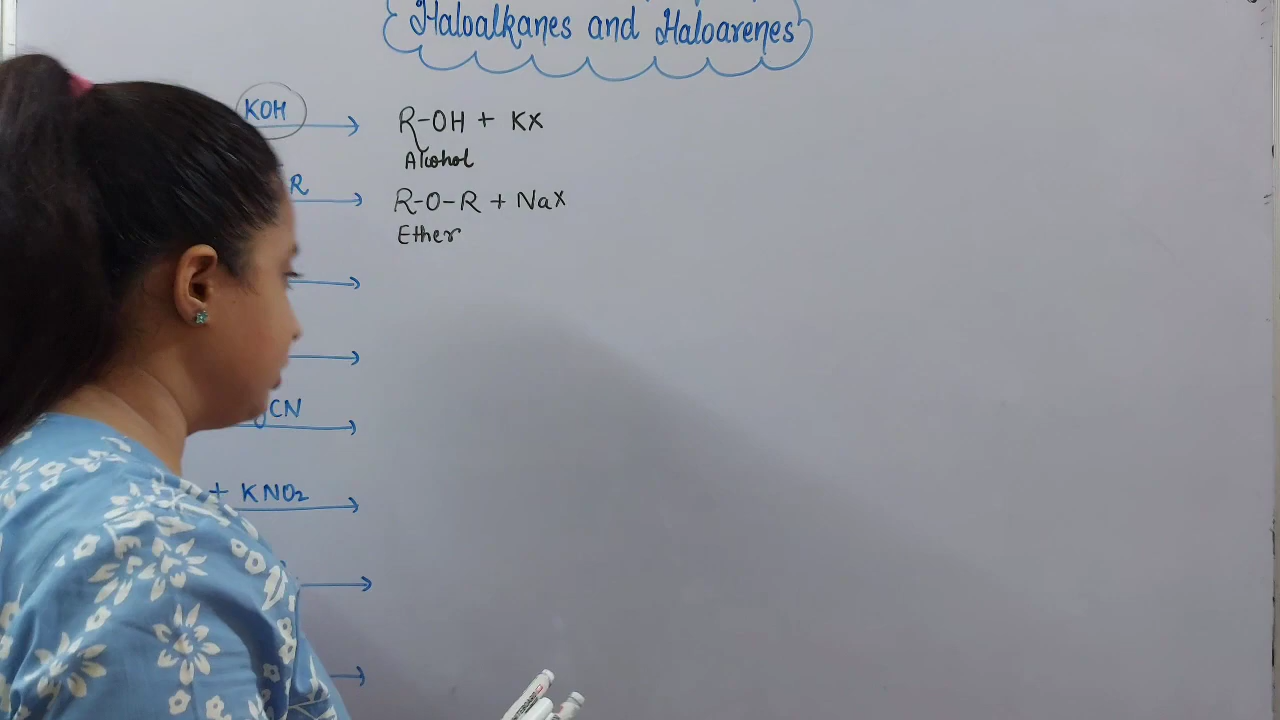 Haloalkanes and Haloarenes
KOH R-OH + KX
Alcohol
R R-O-R + NaX
Ether
CN
+ KNO₂